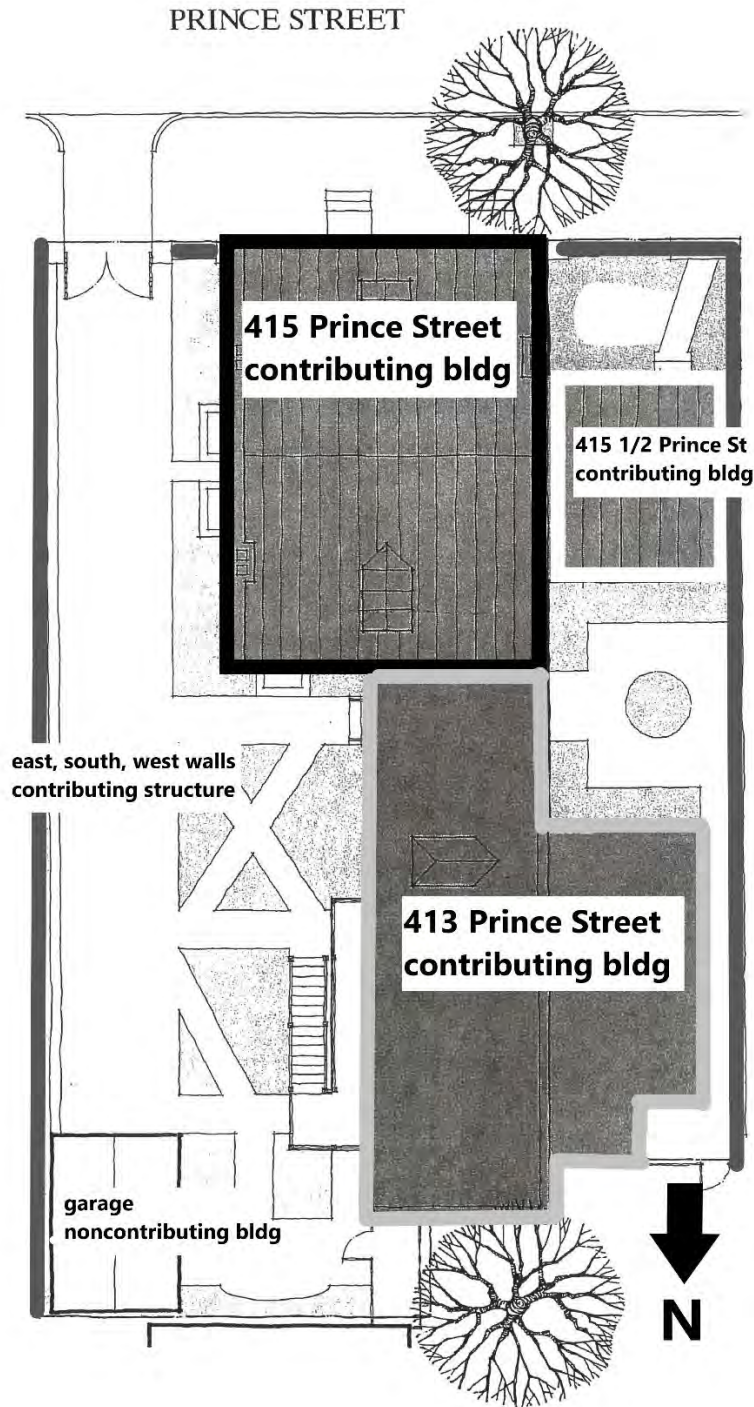 PRINCE STREET
415 Prince Street
contributing bldg
415 1/2 Prince St
contributing bldg
east, south, west walls
contributing structure
413 Prince Street
contributing bldg
garage
noncontributing bldg
N